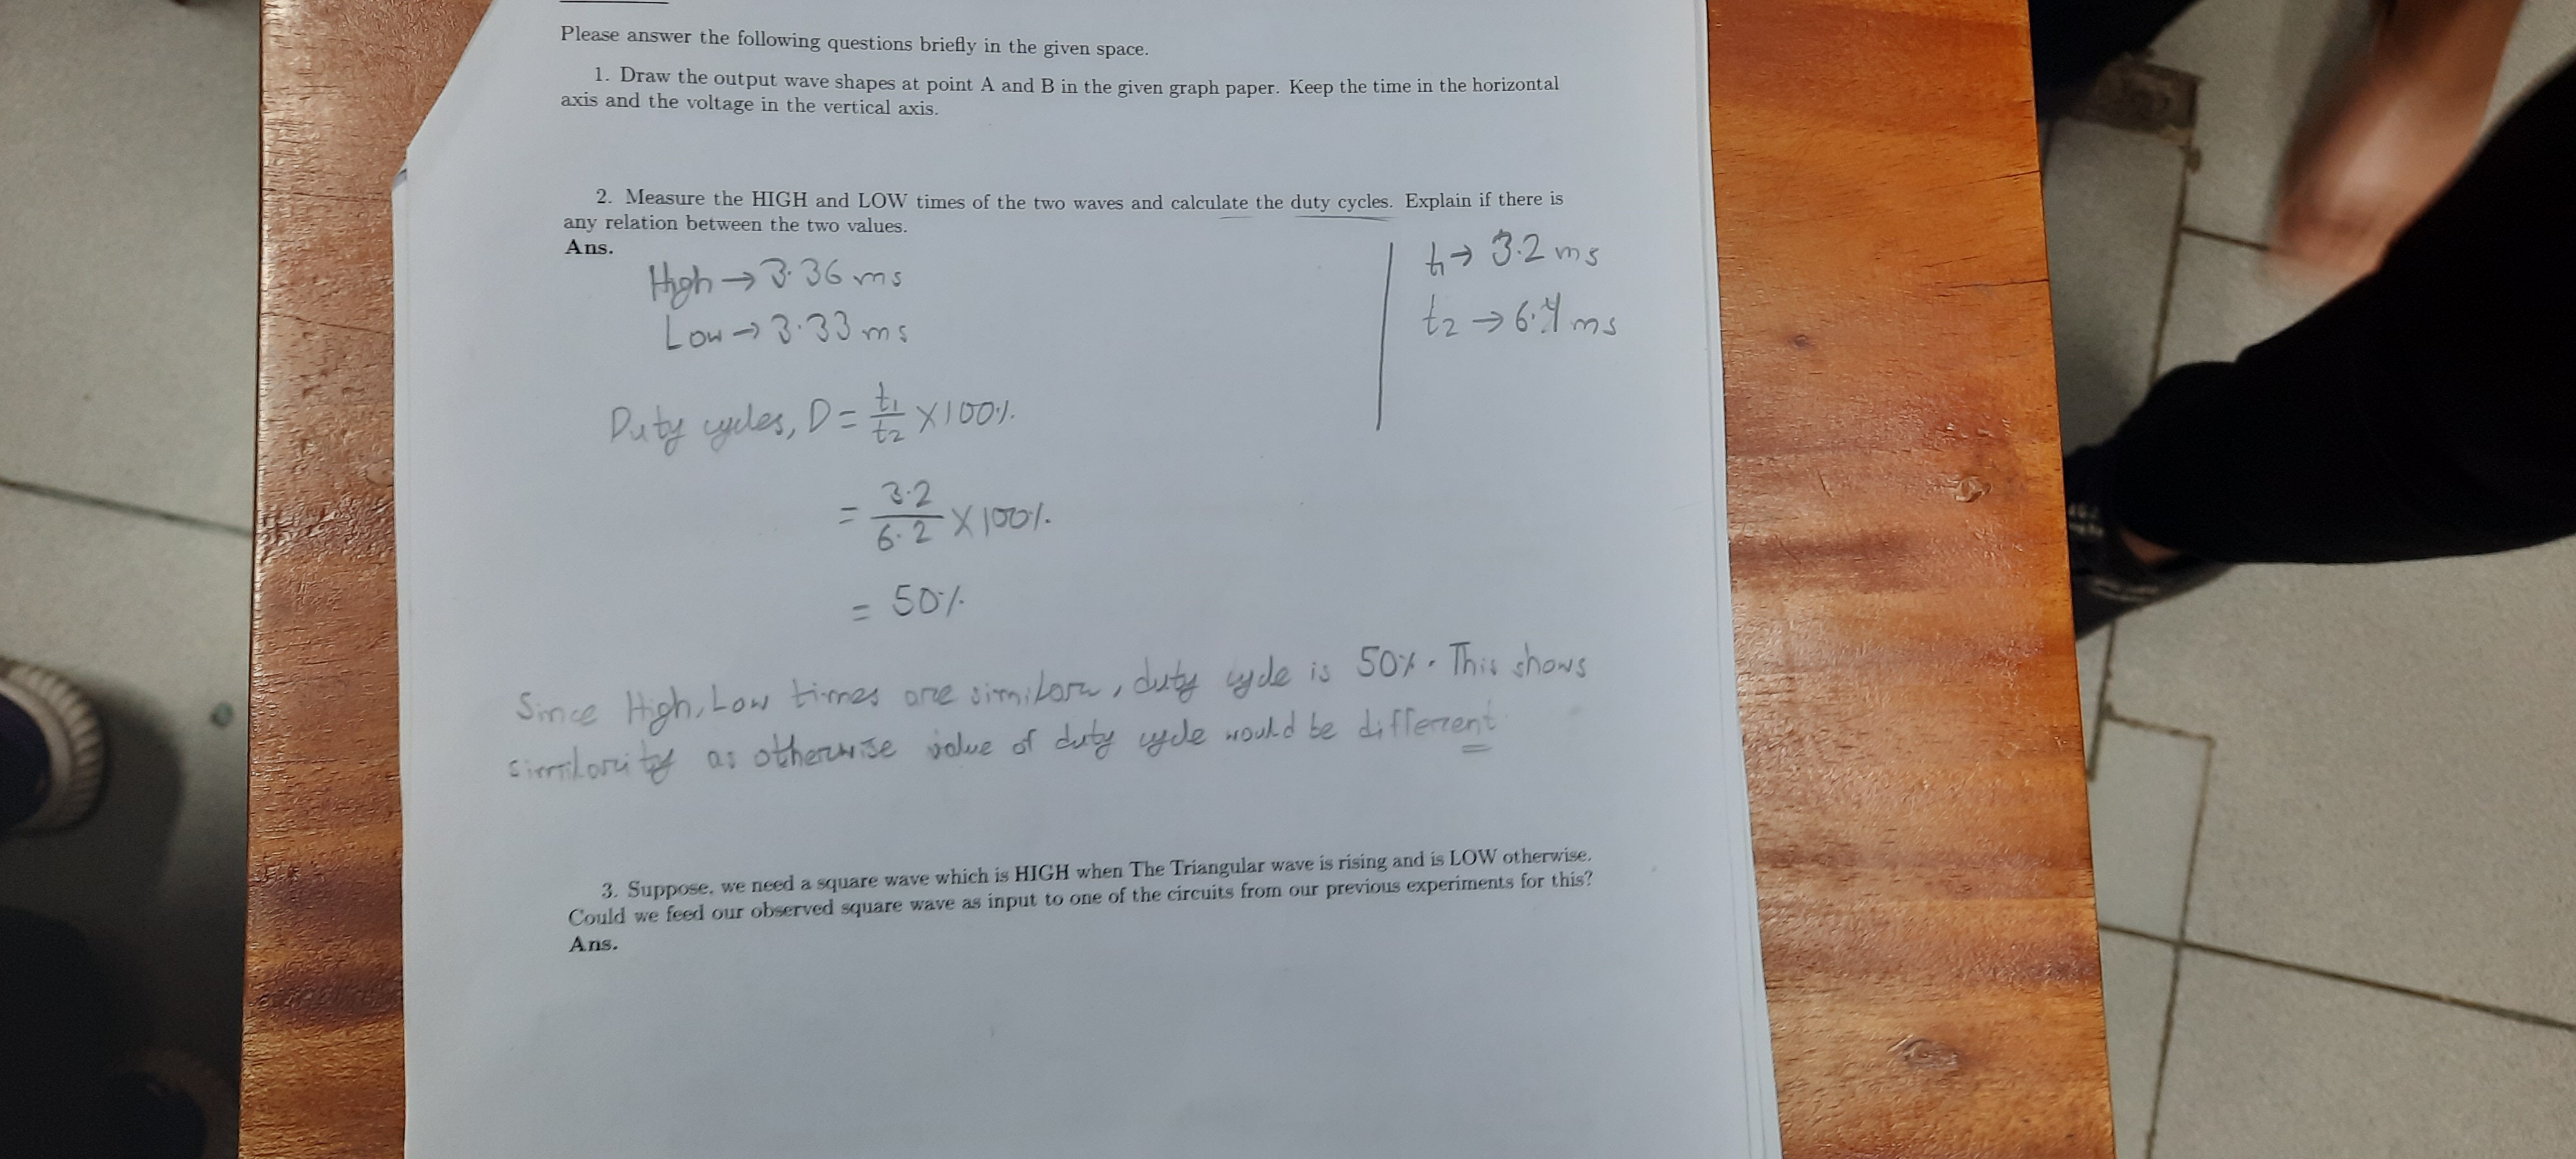 Please answer the following questions briefly in the given space.
1. Draw the output wave shapes at point A and B in the given graph paper. Keep the time in the horizontal
axis and the voltage in the vertical axis.
2. Measure the HIGH and LOW times of the two waves and calculate the duty cycles. Explain if there is
any relation between the two values.
Ans.
High → 3.36 ms
Low → 3.33 ms
t1 → 3.2 ms
t2 → 6.4 ms
Duty cycles, D = t1/t2 X 100%
= 3.2/6.2 X 100%
= 50%
Since High, Low times are similar, duty cycle is 50%. This shows
similarity as otherwise value of duty cycle would be different
3. Suppose, we need a square wave which is HIGH when The Triangular wave is rising and is LOW otherwise.
Could we feed our observed square wave as input to one of the circuits from our previous experiments for this?
Ans.